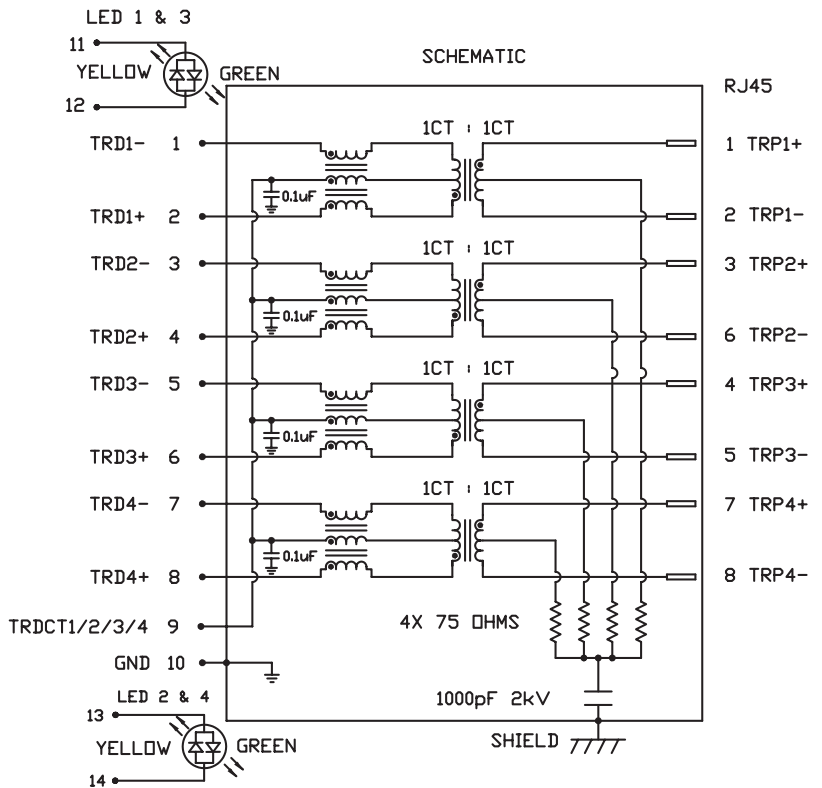 LED 1 & 3
11
YELLOW GREEN
12
SCHEMATIC
RJ45
1CT : 1CT
TRD1- 1
1 TRP1+
0.1uF
TRD1+ 2
2 TRP1-
1CT : 1CT
TRD2- 3
3 TRP2+
0.1uF
TRD2+ 4
6 TRP2-
1CT : 1CT
TRD3- 5
4 TRP3+
0.1uF
TRD3+ 6
5 TRP3-
1CT : 1CT
TRD4- 7
7 TRP4+
0.1uF
TRD4+ 8
8 TRP4-
TRDCT1/2/3/4 9
4X 75 OHMS
GND 10
LED 2 & 4
1000pF 2kV
13
SHIELD
YELLOW GREEN
14